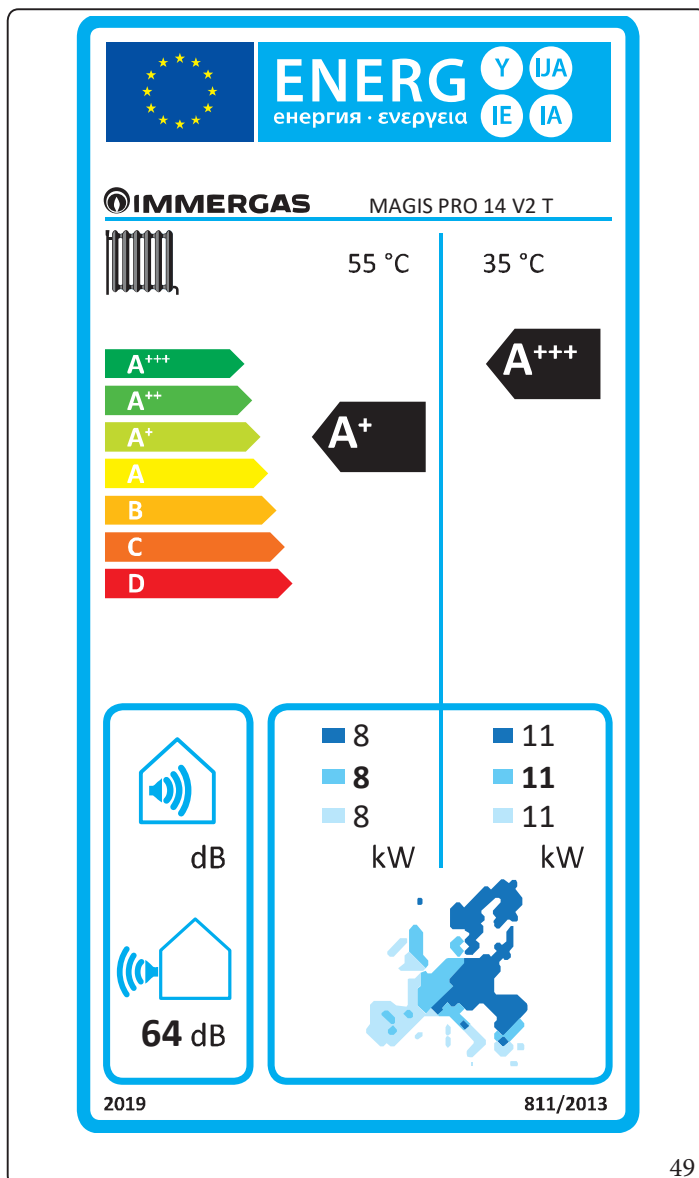 ENERG Y IJA
енергия · ενεργεια IE IA
IMMERGAS MAGIS PRO 14 V2 T
55 °C 35 °C
A+++
A+++
A++
A+
A+
A
B
C
D
8 11
8 11
8 11
dB kW kW
64 dB
2019 811/2013
49